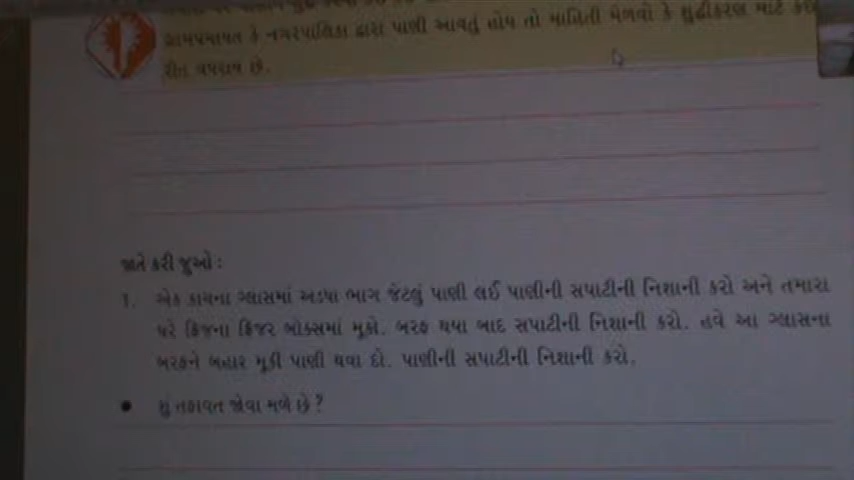 ગ્રામપંચાયત કે નગરપાલિકા દ્વારા પાણી આવતું હોય તો માહિતી મેળવો કે શુદ્ધીકરણ માટે કઈ
રીત વપરાય છે.
જાતે કરી જુઓ :
1. એક કાચના ગ્લાસમાં અડધા ભાગ જેટલું પાણી લઈ પાણીની સપાટીની નિશાની કરો અને તમારા
ઘરે ફ્રિજના ફ્રિજર બોક્સમાં મૂકો. બરફ થયા બાદ સપાટીની નિશાની કરો. હવે આ ગ્લાસના
બરફને બહાર મૂકી પાણી થવા દો. પાણીની સપાટીની નિશાની કરો.
● શું તફાવત જોવા મળે છે ?